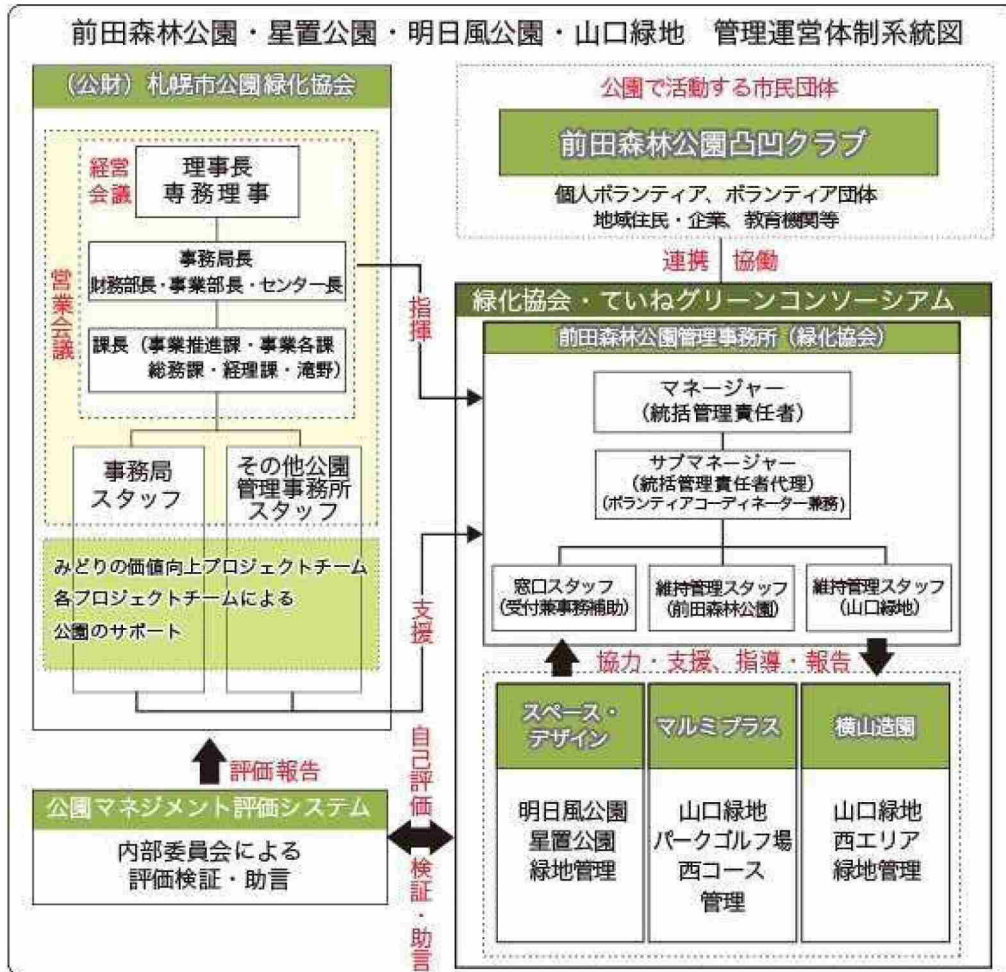 前田森林公園・星置公園・明日風公園・山口緑地　管理運営体制系統図
(公財) 札幌市公園緑化協会
経営
会議
理事長
専務理事
営業会議
事務局長
財務部長・事業部長・センター長
課長（事業推進課・事業各課
総務課・経理課・滝野）
事務局
スタッフ
その他公園
管理事務所
スタッフ
みどりの価値向上プロジェクトチーム
各プロジェクトチームによる
公園のサポート
指揮
支援
公園で活動する市民団体
前田森林公園凸凹クラブ
個人ボランティア、ボランティア団体
地域住民・企業、教育機関等
連携 協働
緑化協会・ていねグリーンコンソーシアム
前田森林公園管理事務所（緑化協会）
マネージャー
(統括管理責任者)
サブマネージャー
(統括管理責任者代理)
(ボランティアコーディネーター兼務)
窓口スタッフ
(受付兼事務補助)
維持管理スタッフ
(前田森林公園)
維持管理スタッフ
(山口緑地)
協力・支援、指導・報告
スペース・
デザイン
明日風公園
星置公園
緑地管理
マルミプラス
山口緑地
パークゴルフ場
西コース
管理
横山造園
山口緑地
西エリア
緑地管理
評価報告
公園マネジメント評価システム
内部委員会による
評価検証・助言
自己評価
検証・助言